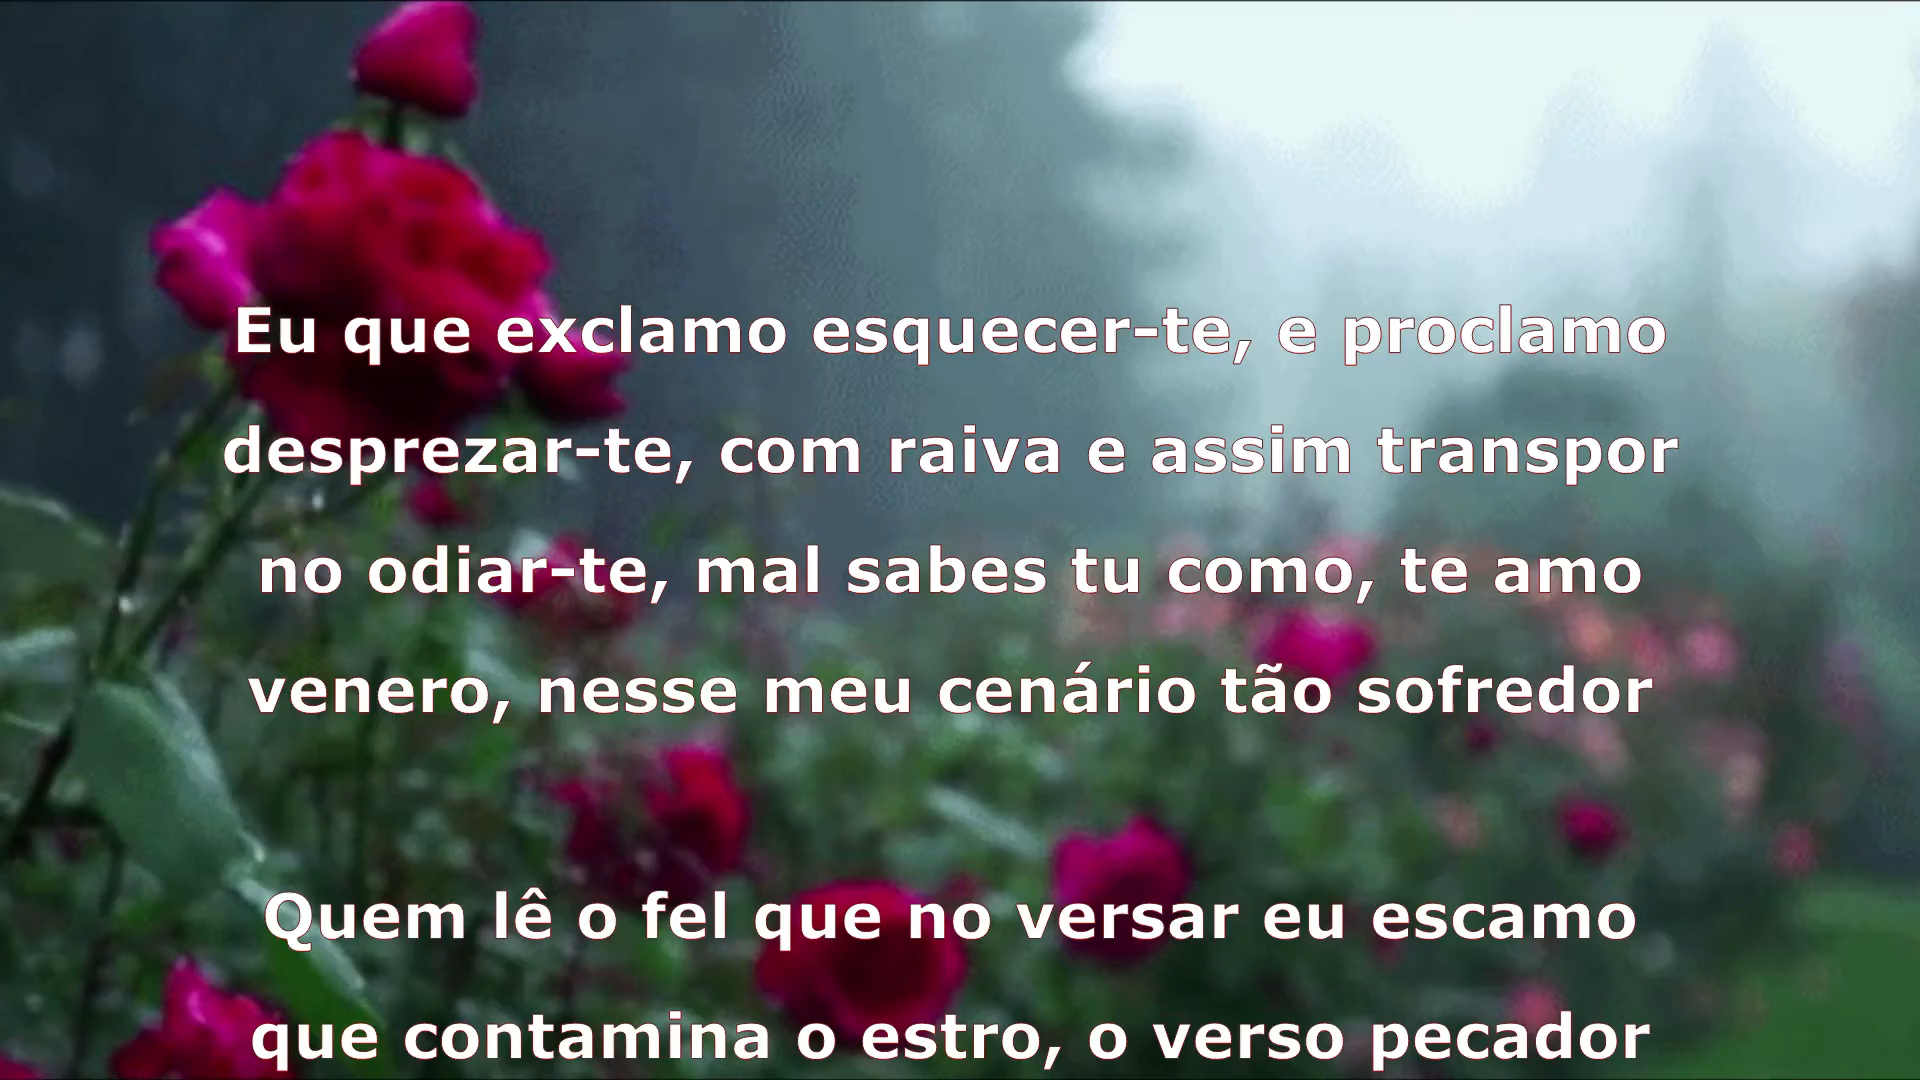 Eu que exclamo esquecer-te, e proclamo
desprezar-te, com raiva e assim transpor
no odiar-te, mal sabes tu como, te amo
venero, nesse meu cenário tão sofredor
Quem lê o fel que no versar eu escamo
que contamina o estro, o verso pecador